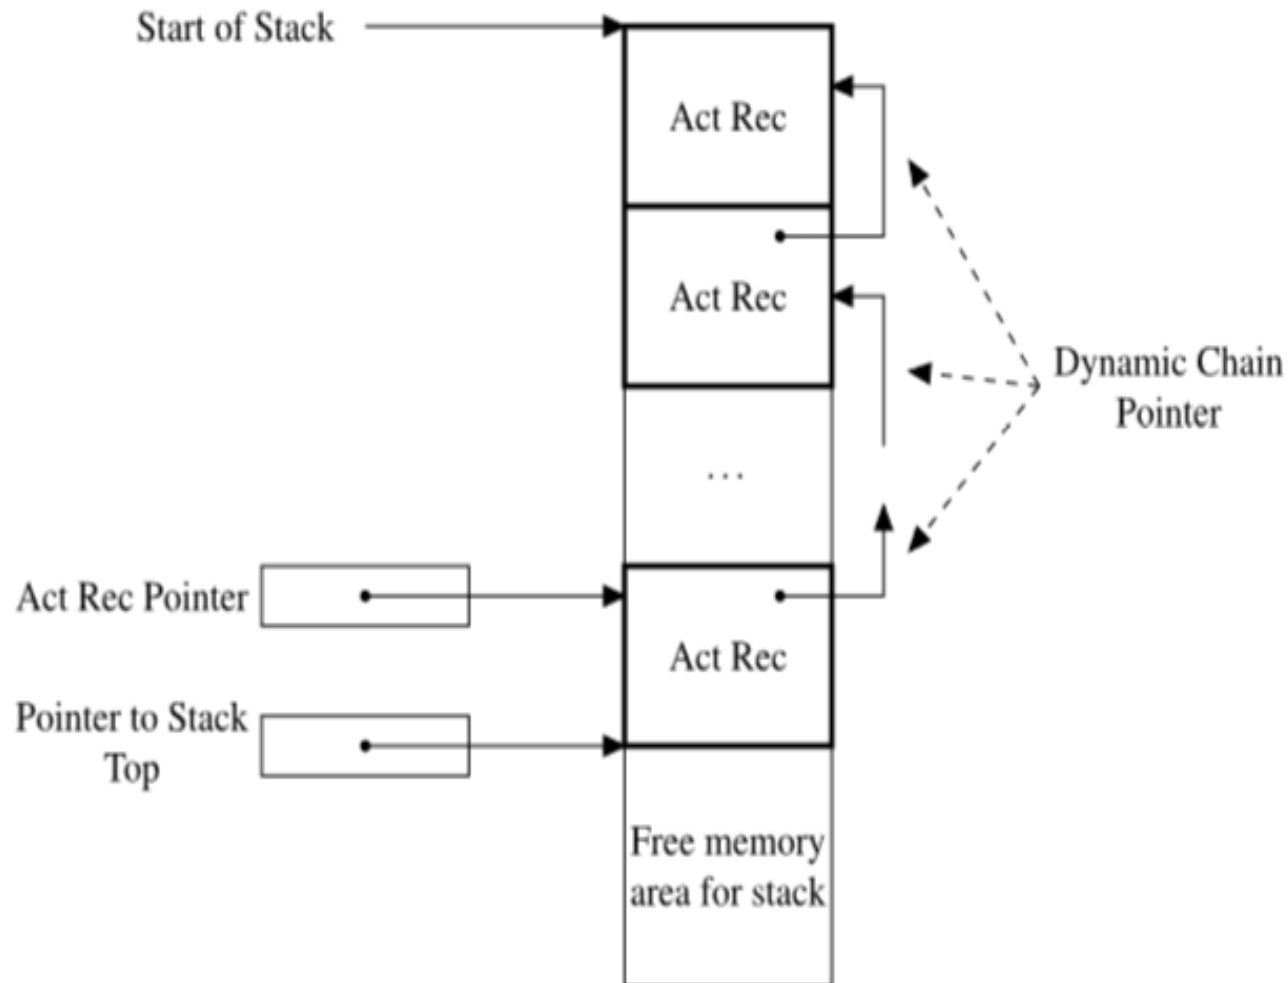 Start of Stack
Act Rec
Act Rec
Dynamic Chain
Pointer
...
Act Rec Pointer
Act Rec
Pointer to Stack
Top
Free memory
area for stack